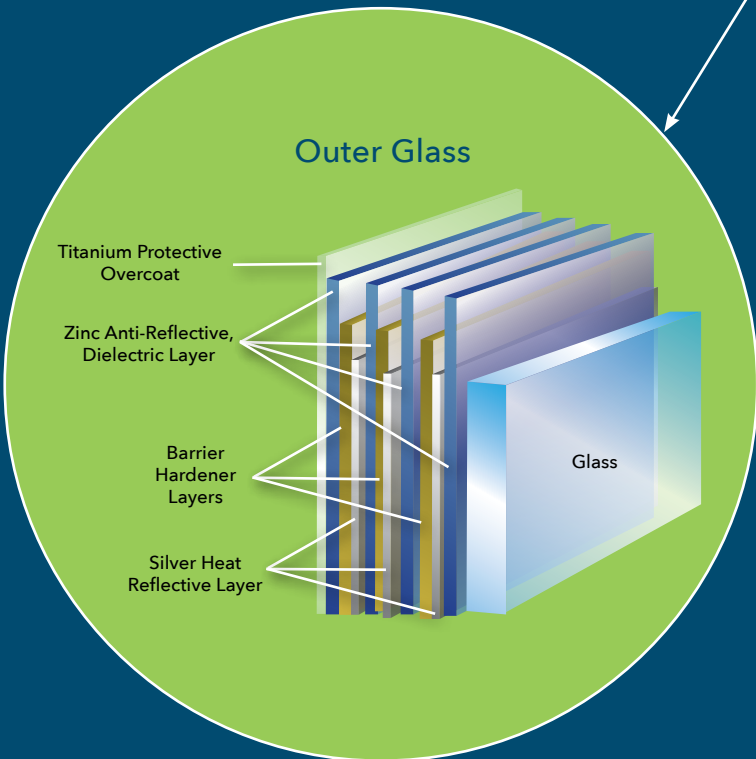 Outer Glass
Titanium Protective
Overcoat
Zinc Anti-Reflective,
Dielectric Layer
Barrier
Hardener
Layers
Glass
Silver Heat
Reflective Layer